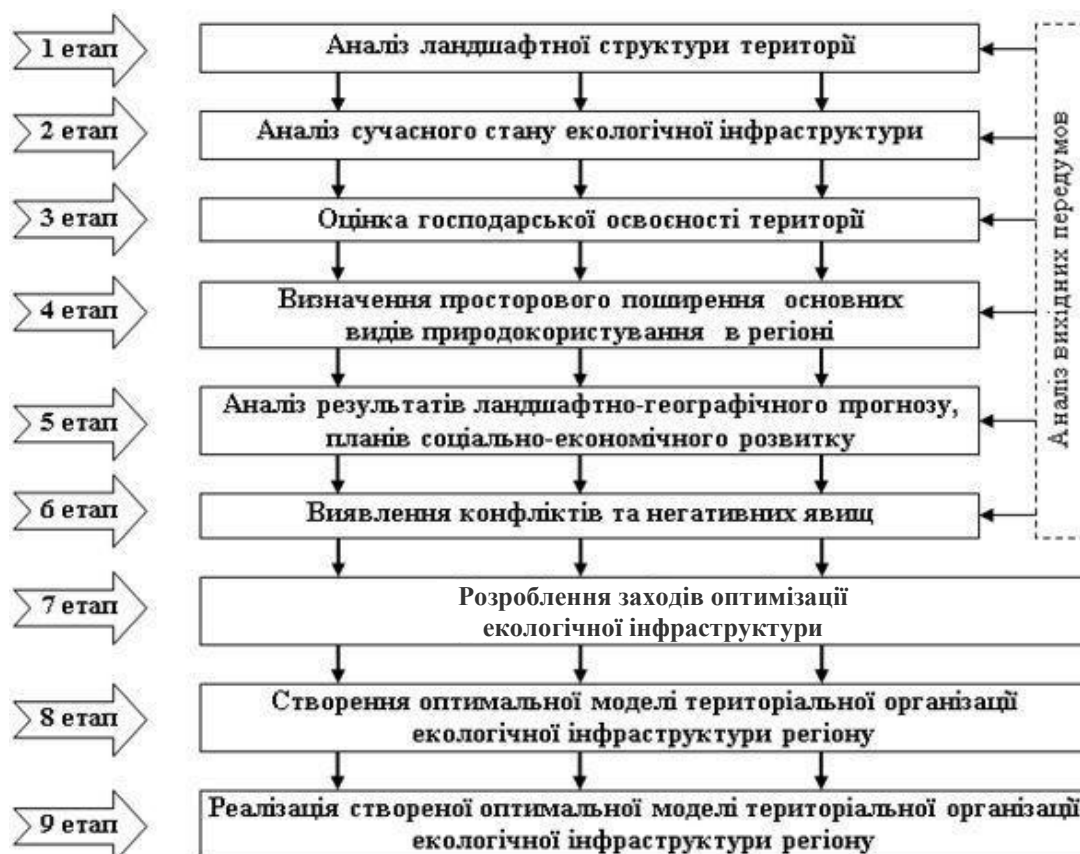 1 етап
Аналіз ландшафтної структури території
2 етап
Аналіз сучасного стану екологічної інфраструктури
3 етап
Оцінка господарської освоєності території
4 етап
Визначення просторового поширення основних
видів природокористування в регіоні
5 етап
Аналіз результатів ландшафтно-географічного прогнозу,
планів соціально-економічного розвитку
6 етап
Виявлення конфліктів та негативних явищ
Аналіз вихідних передумов
7 етап
Розроблення заходів оптимізації
екологічної інфраструктури
8 етап
Створення оптимальної моделі територіальної організації
екологічної інфраструктури регіону
9 етап
Реалізація створеної оптимальної моделі територіальної організації
екологічної інфраструктури регіону